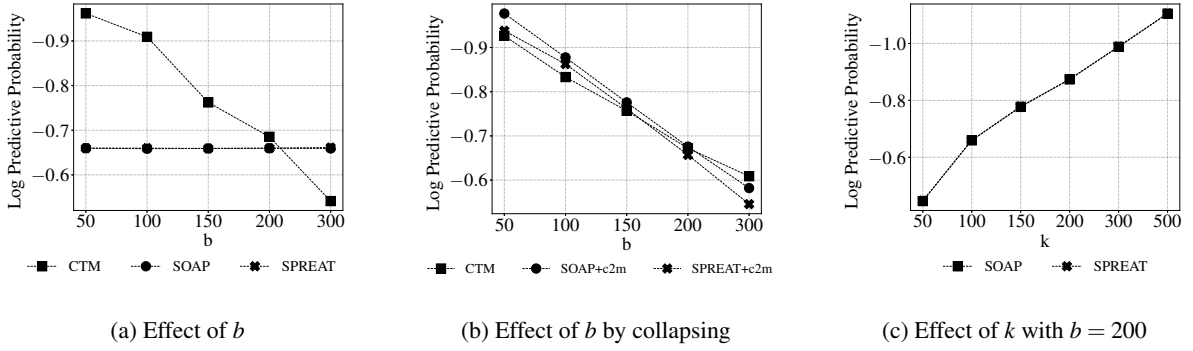 Log Predictive Probability
−0.9
−0.8
−0.7
−0.6
50 100 150 200 300
b
CTM SOAP SPREAT
(a) Effect of b
Log Predictive Probability
−0.9
−0.8
−0.7
−0.6
50 100 150 200 300
b
CTM SOAP+c2m SPREAT+c2m
(b) Effect of b by collapsing
Log Predictive Probability
−1.0
−0.8
−0.6
50 100 150 200 300 500
k
SOAP SPREAT
(c) Effect of k with b = 200